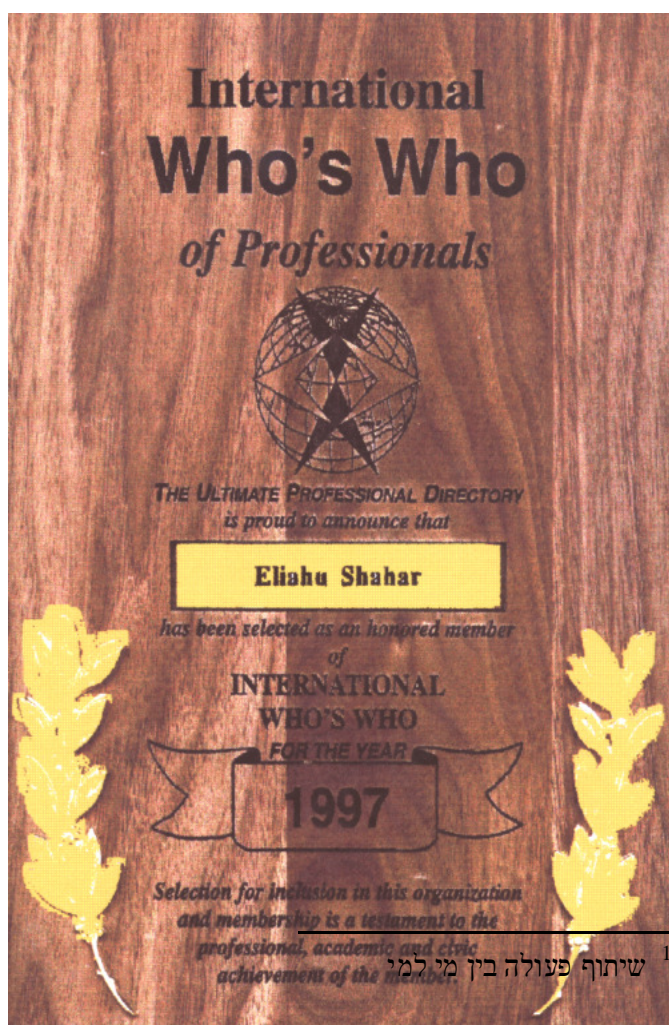 International
Who's Who
of Professionals
THE ULTIMATE PROFESSIONAL DIRECTORY
is proud to announce that
Eliahu Shahar
has been selected as an honored member
of
INTERNATIONAL
WHO'S WHO
FOR THE YEAR
1997
Selection for inclusion in this organization
and membership is a testament to the
professional, academic and civic
achievement of the member.
1 שיתוף פעולה בין מי למי